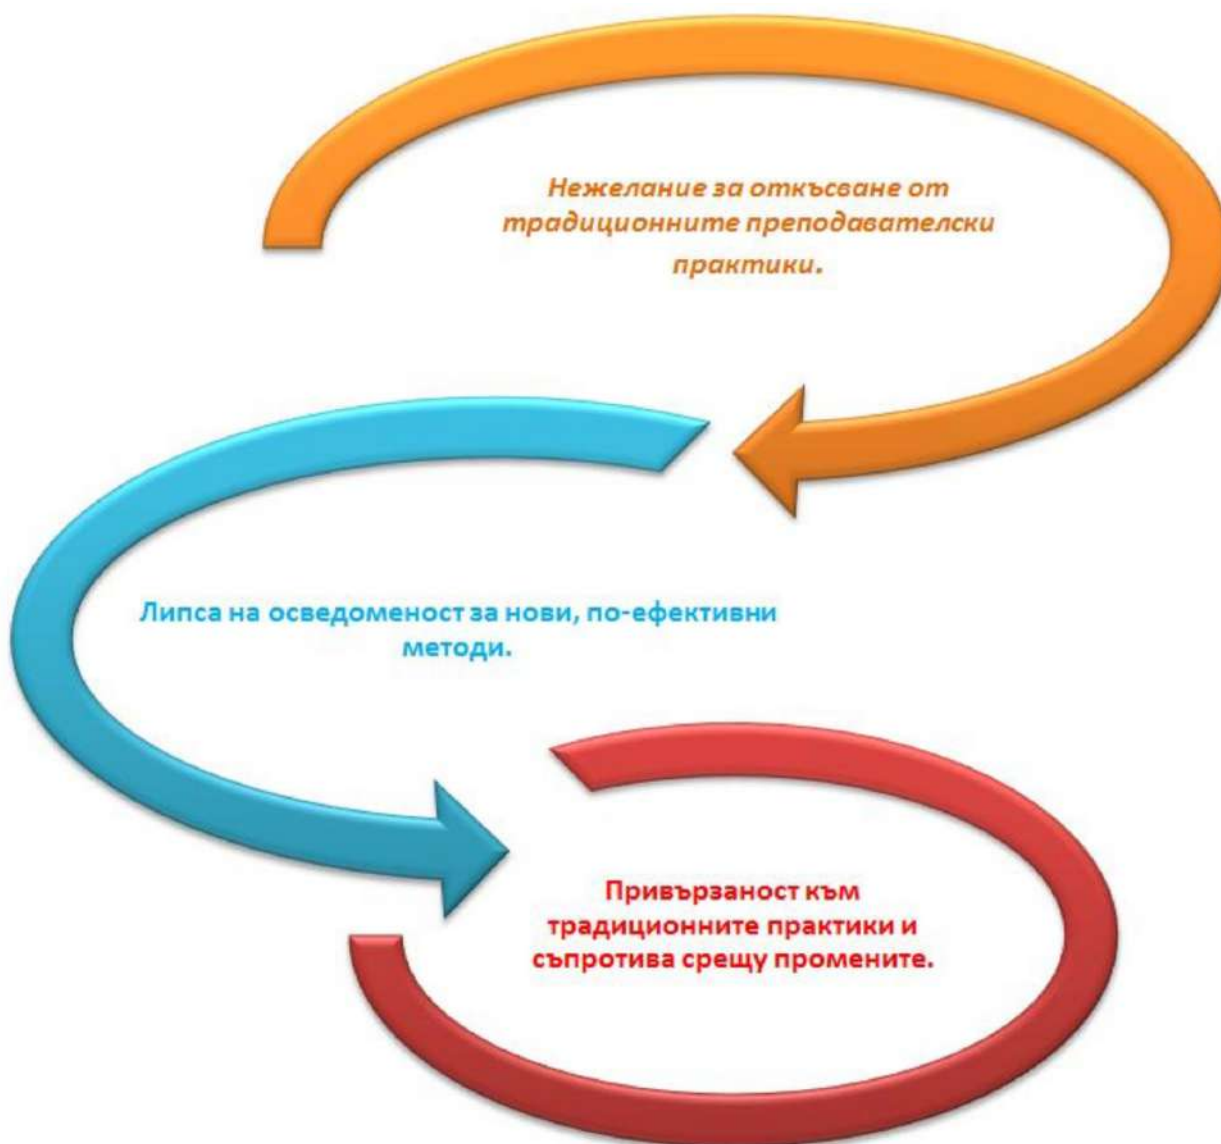 Нежелание за откъсване от
традиционните преподавателски
практики.
Липса на осведоменост за нови, по-ефективни
методи.
Привързаност към
традиционните практики и
съпротива срещу промените.